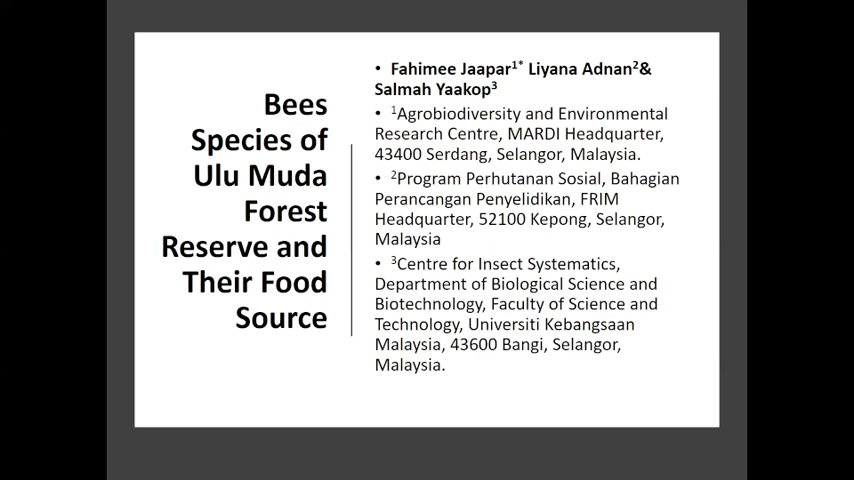 Bees
Species of
Ulu Muda
Forest
Reserve and
Their Food
Source
• Fahimee Jaapar¹* Liyana Adnan²&
Salmah Yaakop³
• ¹Agrobiodiversity and Environmental
Research Centre, MARDI Headquarter,
43400 Serdang, Selangor, Malaysia.
• ²Program Perhutanan Sosial, Bahagian
Perancangan Penyelidikan, FRIM
Headquarter, 52100 Kepong, Selangor,
Malaysia
• ³Centre for Insect Systematics,
Department of Biological Science and
Biotechnology, Faculty of Science and
Technology, Universiti Kebangsaan
Malaysia, 43600 Bangi, Selangor,
Malaysia.